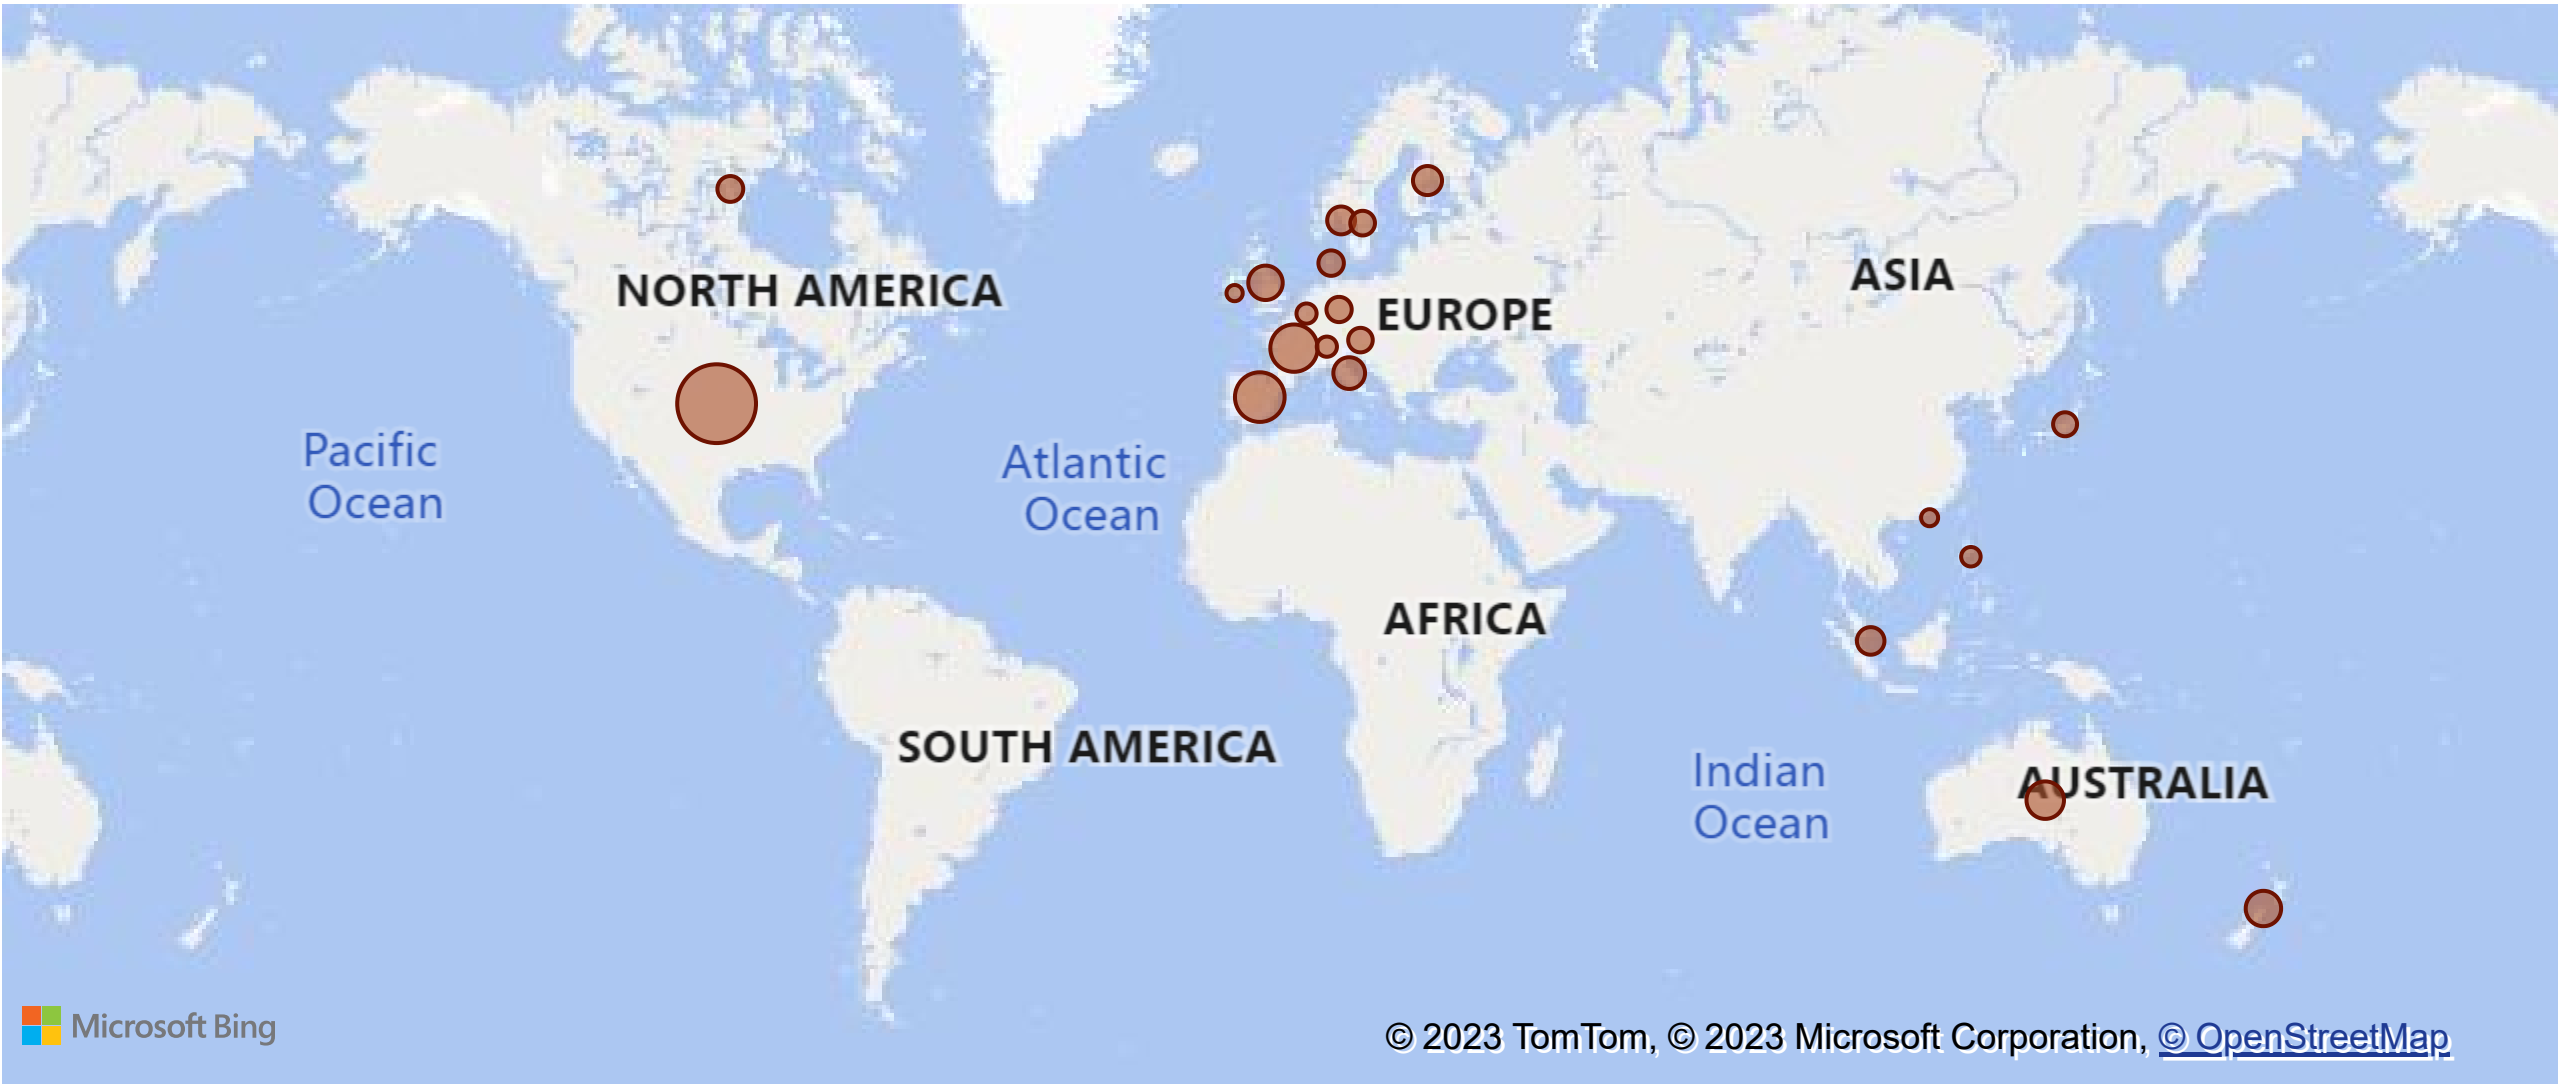 NORTH AMERICA
ASIA
EUROPE
Pacific
Ocean
Atlantic
Ocean
AFRICA
SOUTH AMERICA
Indian
Ocean
AUSTRALIA
Microsoft Bing
© 2023 TomTom, © 2023 Microsoft Corporation, © OpenStreetMap